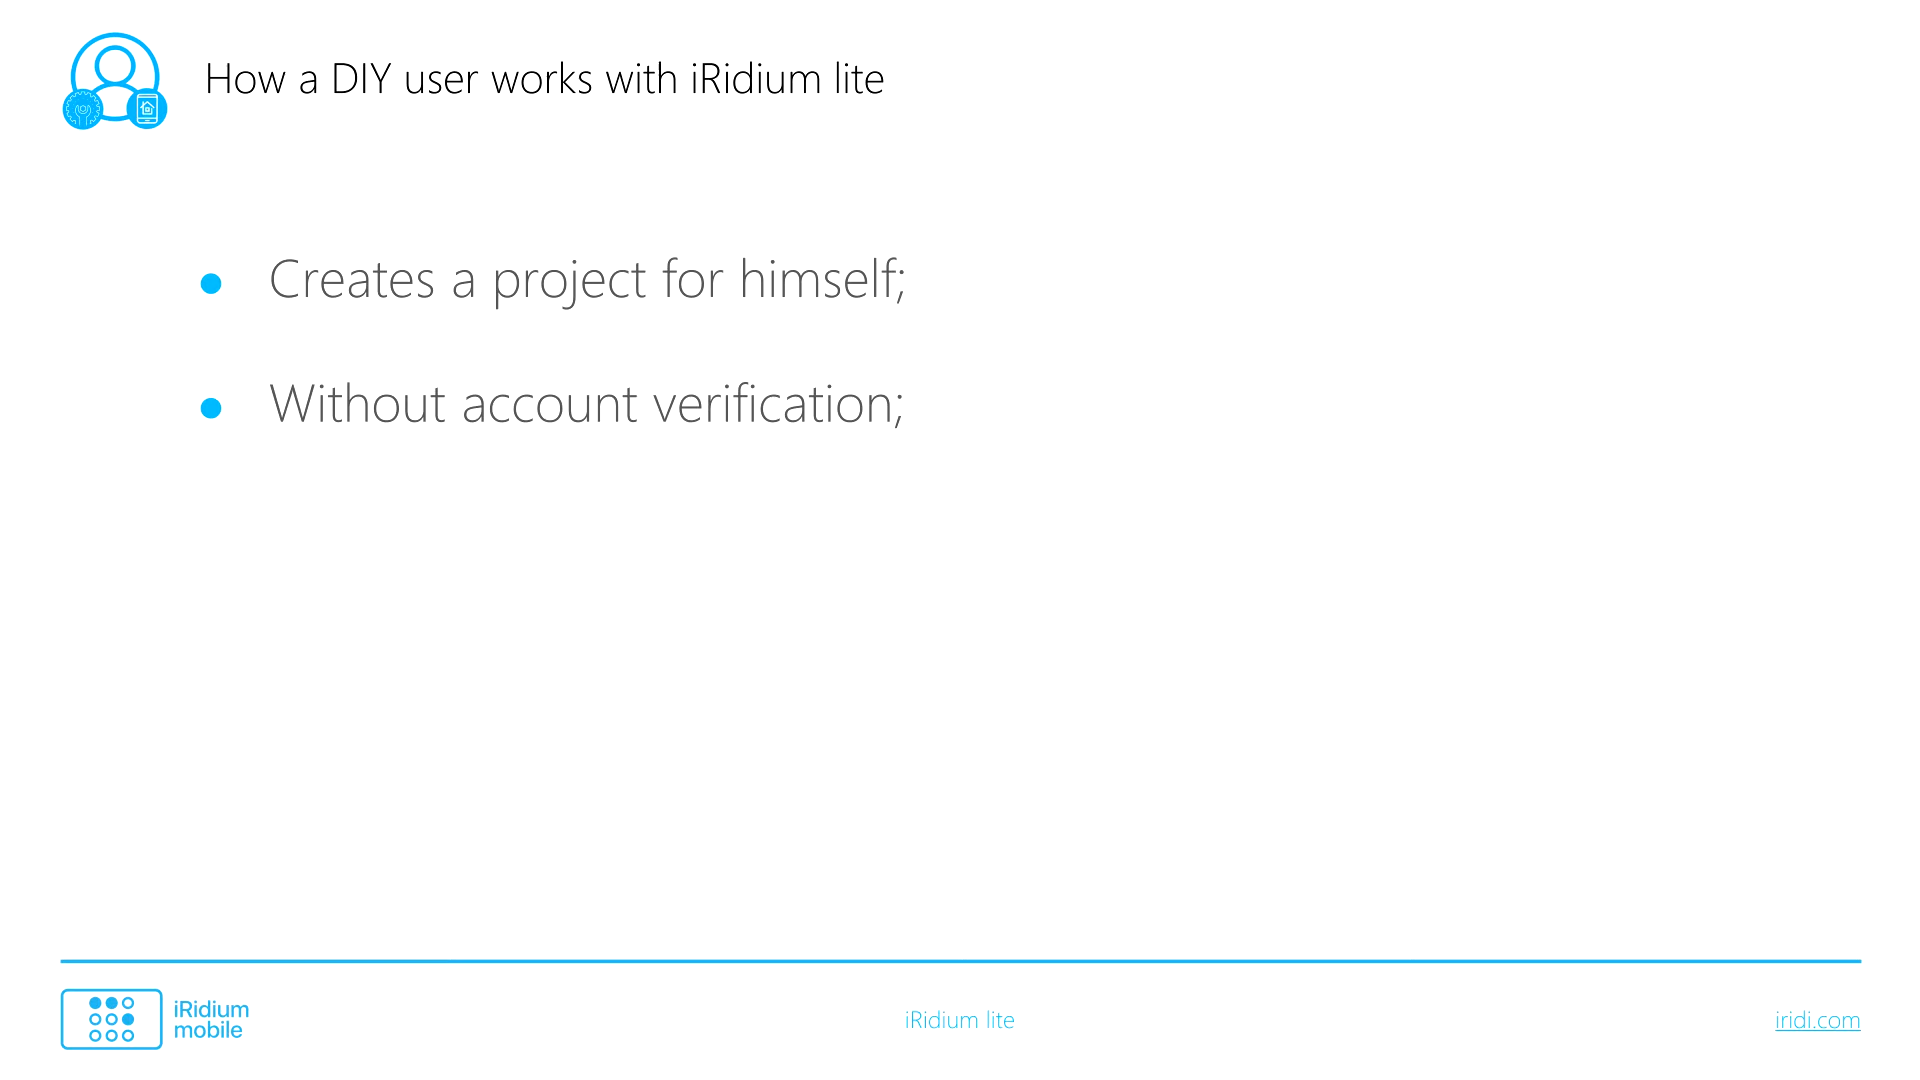 How a DIY user works with iRidium lite
● Creates a project for himself;
● Without account verification;
iRidium
mobile
iRidium lite
iridi.com